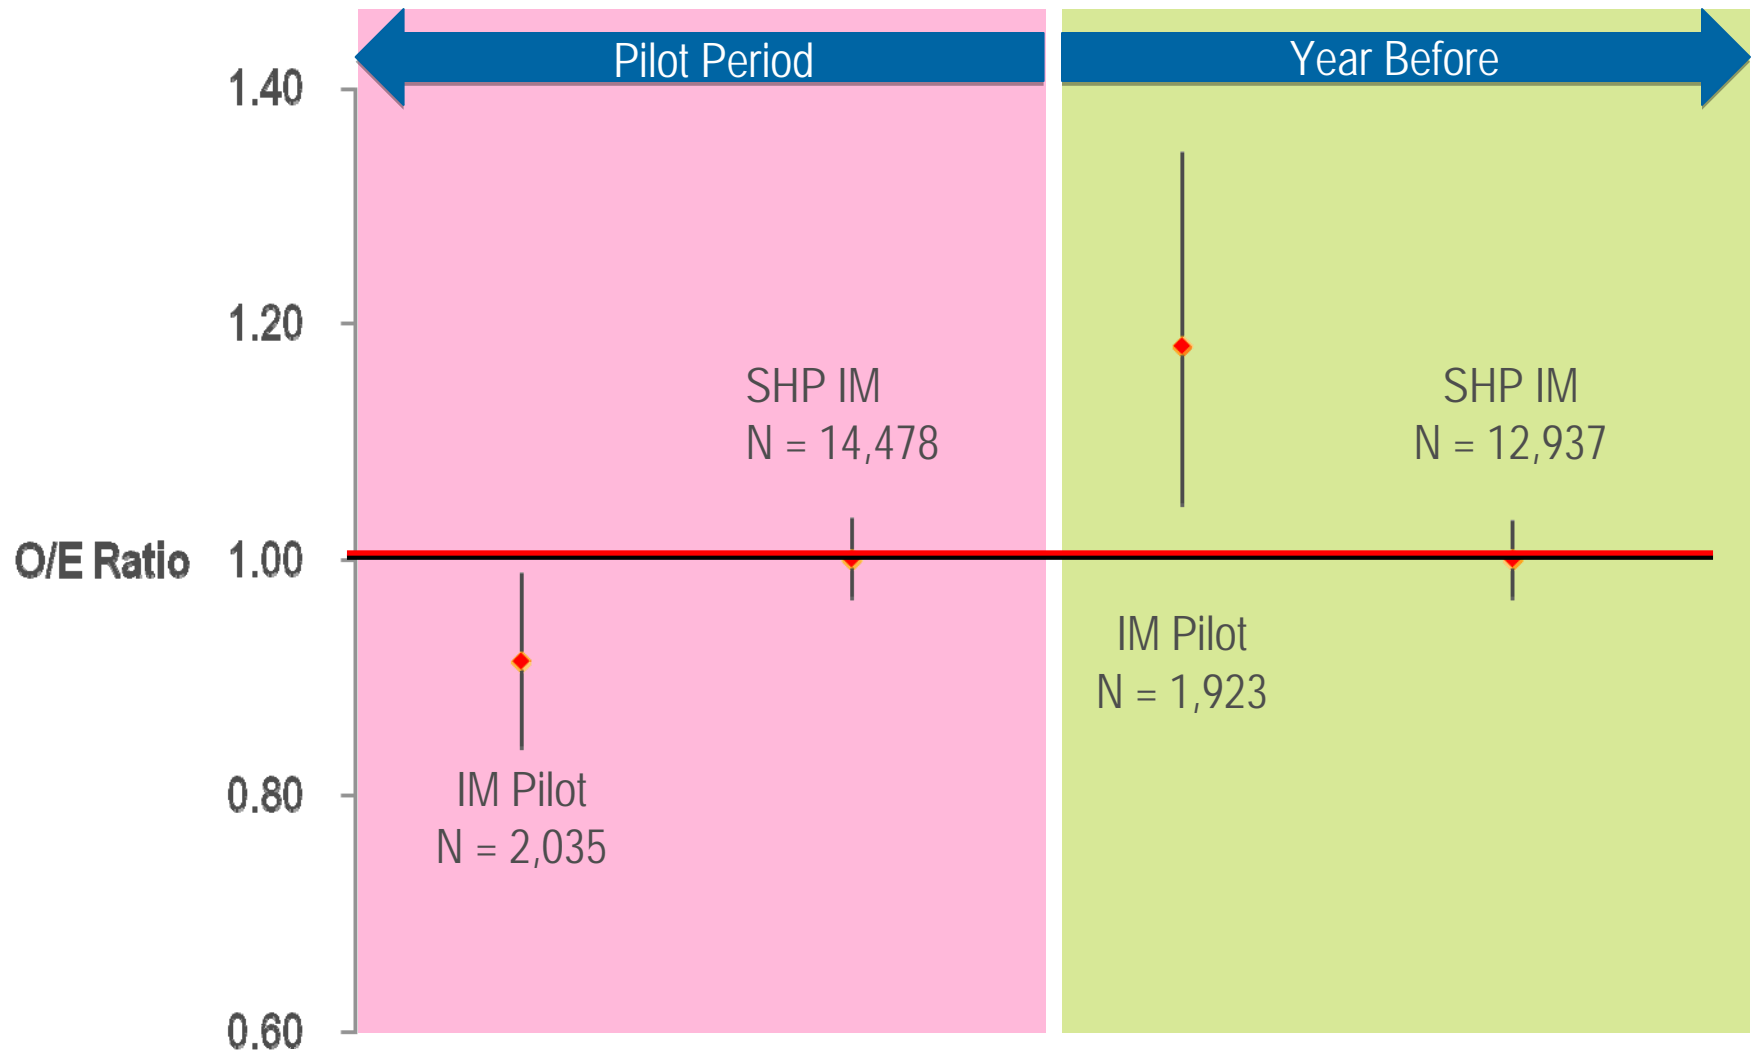 Pilot Period
Year Before
1.40
1.20
SHP IM
N = 14,478
SHP IM
N = 12,937
O/E Ratio 1.00
IM Pilot
N = 1,923
0.80
IM Pilot
N = 2,035
0.60